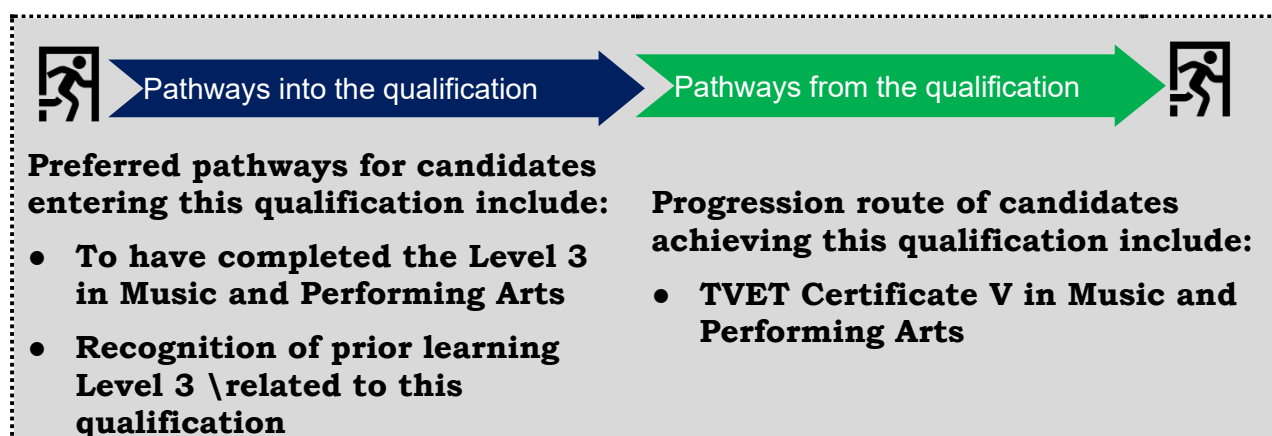 Pathways into the qualification
Pathways from the qualification
Preferred pathways for candidates
entering this qualification include:
● To have completed the Level 3
in Music and Performing Arts
● Recognition of prior learning
Level 3 \related to this
qualification
Progression route of candidates
achieving this qualification include:
● TVET Certificate V in Music and
Performing Arts